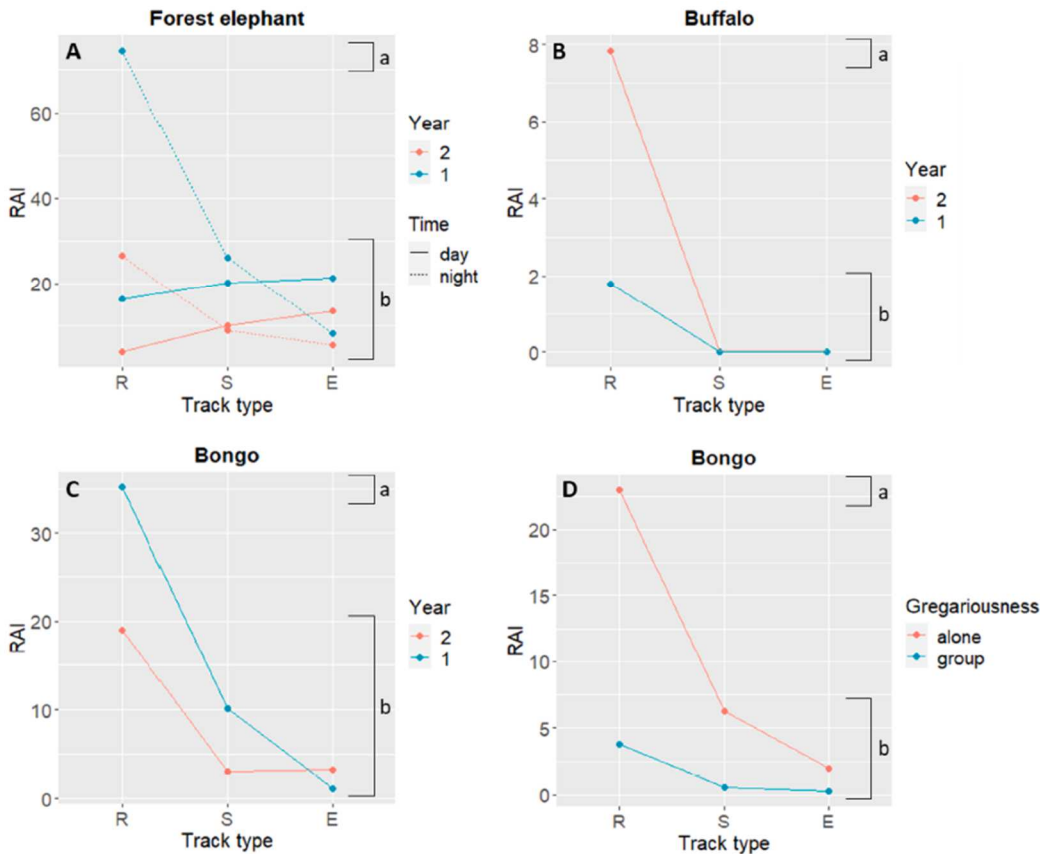 Forest elephant
A
a
b
60
40
20
RAI
R S E
Track type
Year
2
1
Time
day
night
Buffalo
B
a
b
8
6
4
2
0
RAI
R S E
Track type
Year
2
1
Bongo
C
a
b
30
20
10
0
RAI
R S E
Track type
Year
2
1
Bongo
D
a
b
20
15
10
5
0
RAI
R S E
Track type
Gregariousness
alone
group